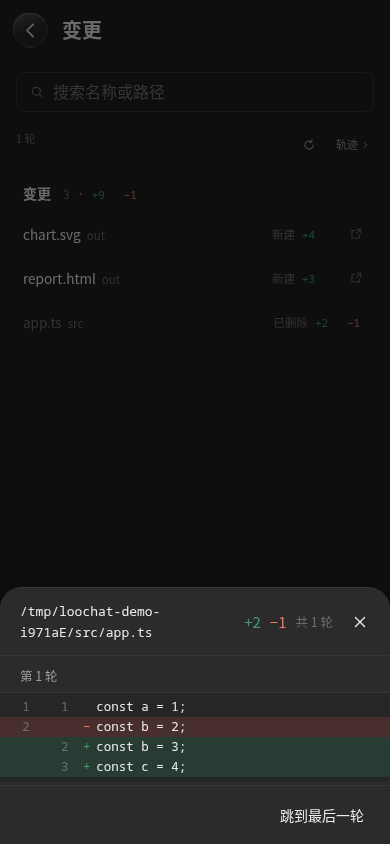 变更
搜索名称或路径
1 轮
轨迹
变更 3 • +9 −1
chart.svg out 新建 +4
report.html out 新建 +3
app.ts src 已删除 +2 −1
/tmp/loochat-demo-
i971aE/src/app.ts
+2 −1 共 1 轮
第 1 轮
1 1 const a = 1;
2 − const b = 2;
2 + const b = 3;
3 + const c = 4;
跳到最后一轮